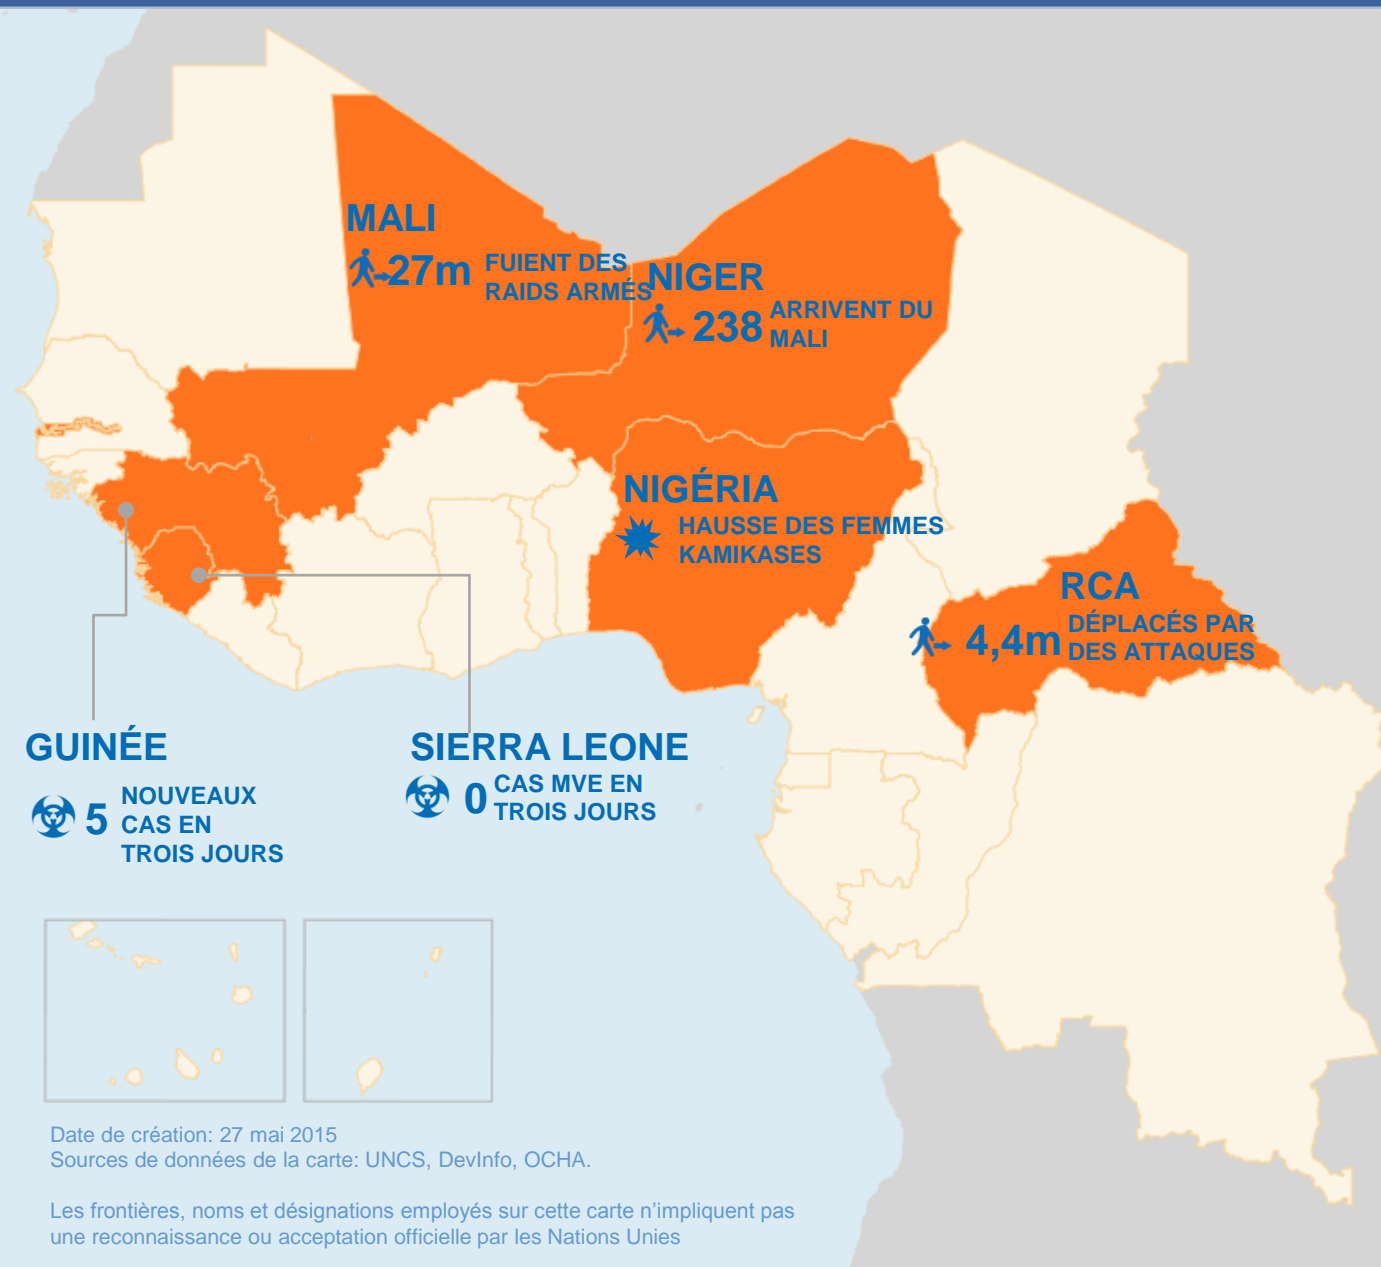 MALI
27m FUIENT DES
RAIDS ARMÉS
NIGER
238 ARRIVENT DU
MALI
NIGÉRIA
HAUSSE DES FEMMES
KAMIKASES
RCA
4,4m DÉPLACÉS PAR
DES ATTAQUES
GUINÉE
5 NOUVEAUX
CAS EN
TROIS JOURS
SIERRA LEONE
0 CAS MVE EN
TROIS JOURS
Date de création: 27 mai 2015
Sources de données de la carte: UNCS, DevInfo, OCHA.
Les frontières, noms et désignations employés sur cette carte n’impliquent pas
une reconnaissance ou acceptation officielle par les Nations Unies